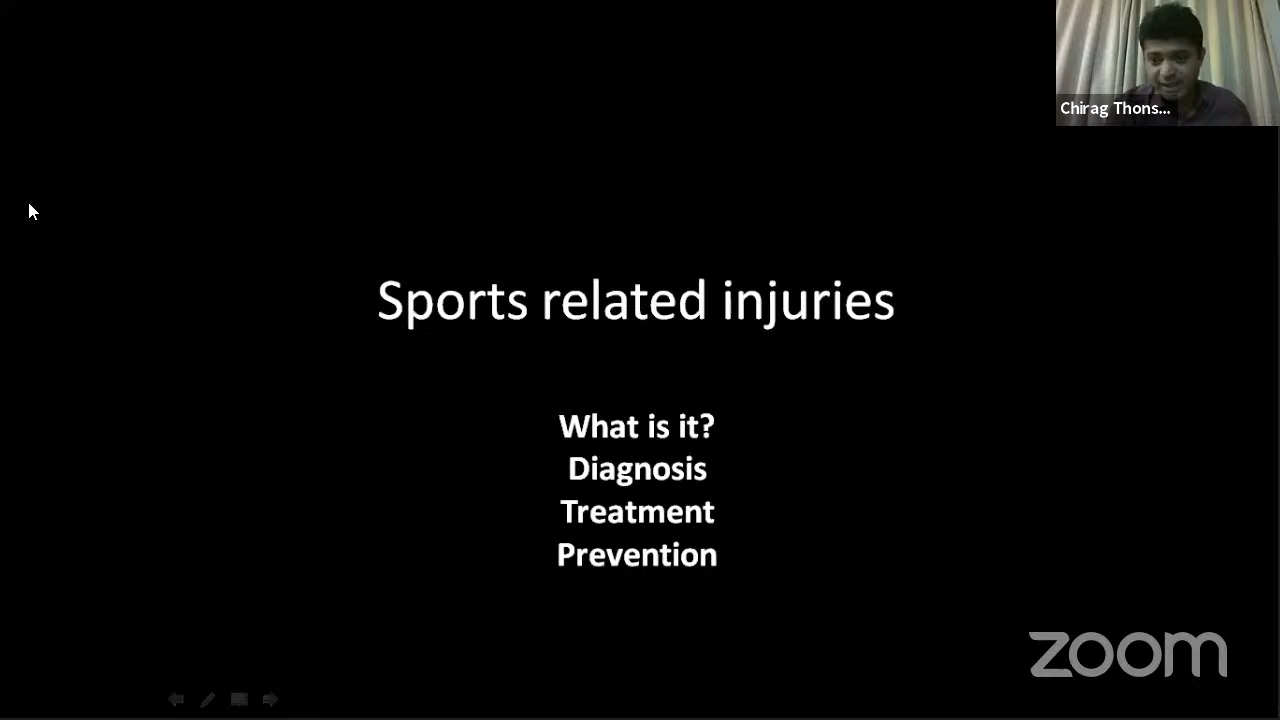 Chirag Thons...
Sports related injuries
What is it?
Diagnosis
Treatment
Prevention
zoom